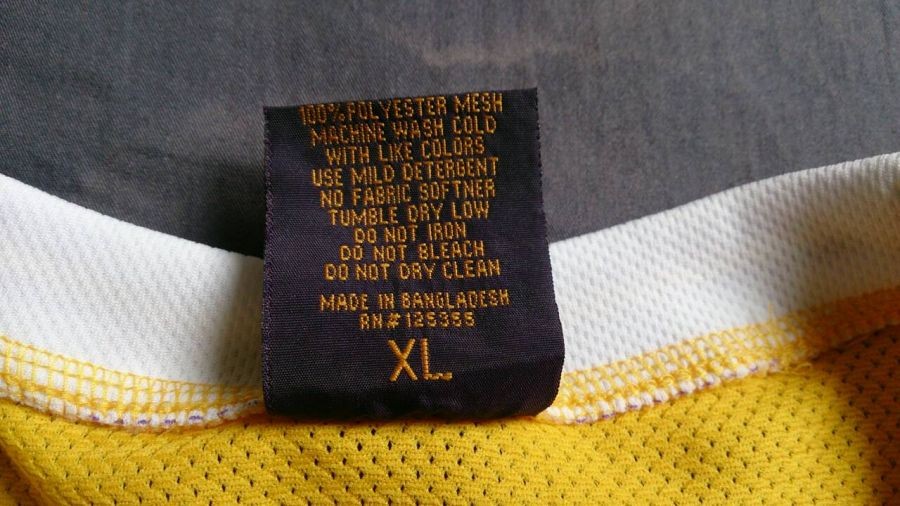 100% POLYESTER MESH
MACHINE WASH COLD
WITH LIKE COLORS
USE MILD DETERGENT
NO FABRIC SOFTNER
TUMBLE DRY LOW
DO NOT IRON
DO NOT BLEACH
DO NOT DRY CLEAN
MADE IN BANGLADESH
RN#125355
XL